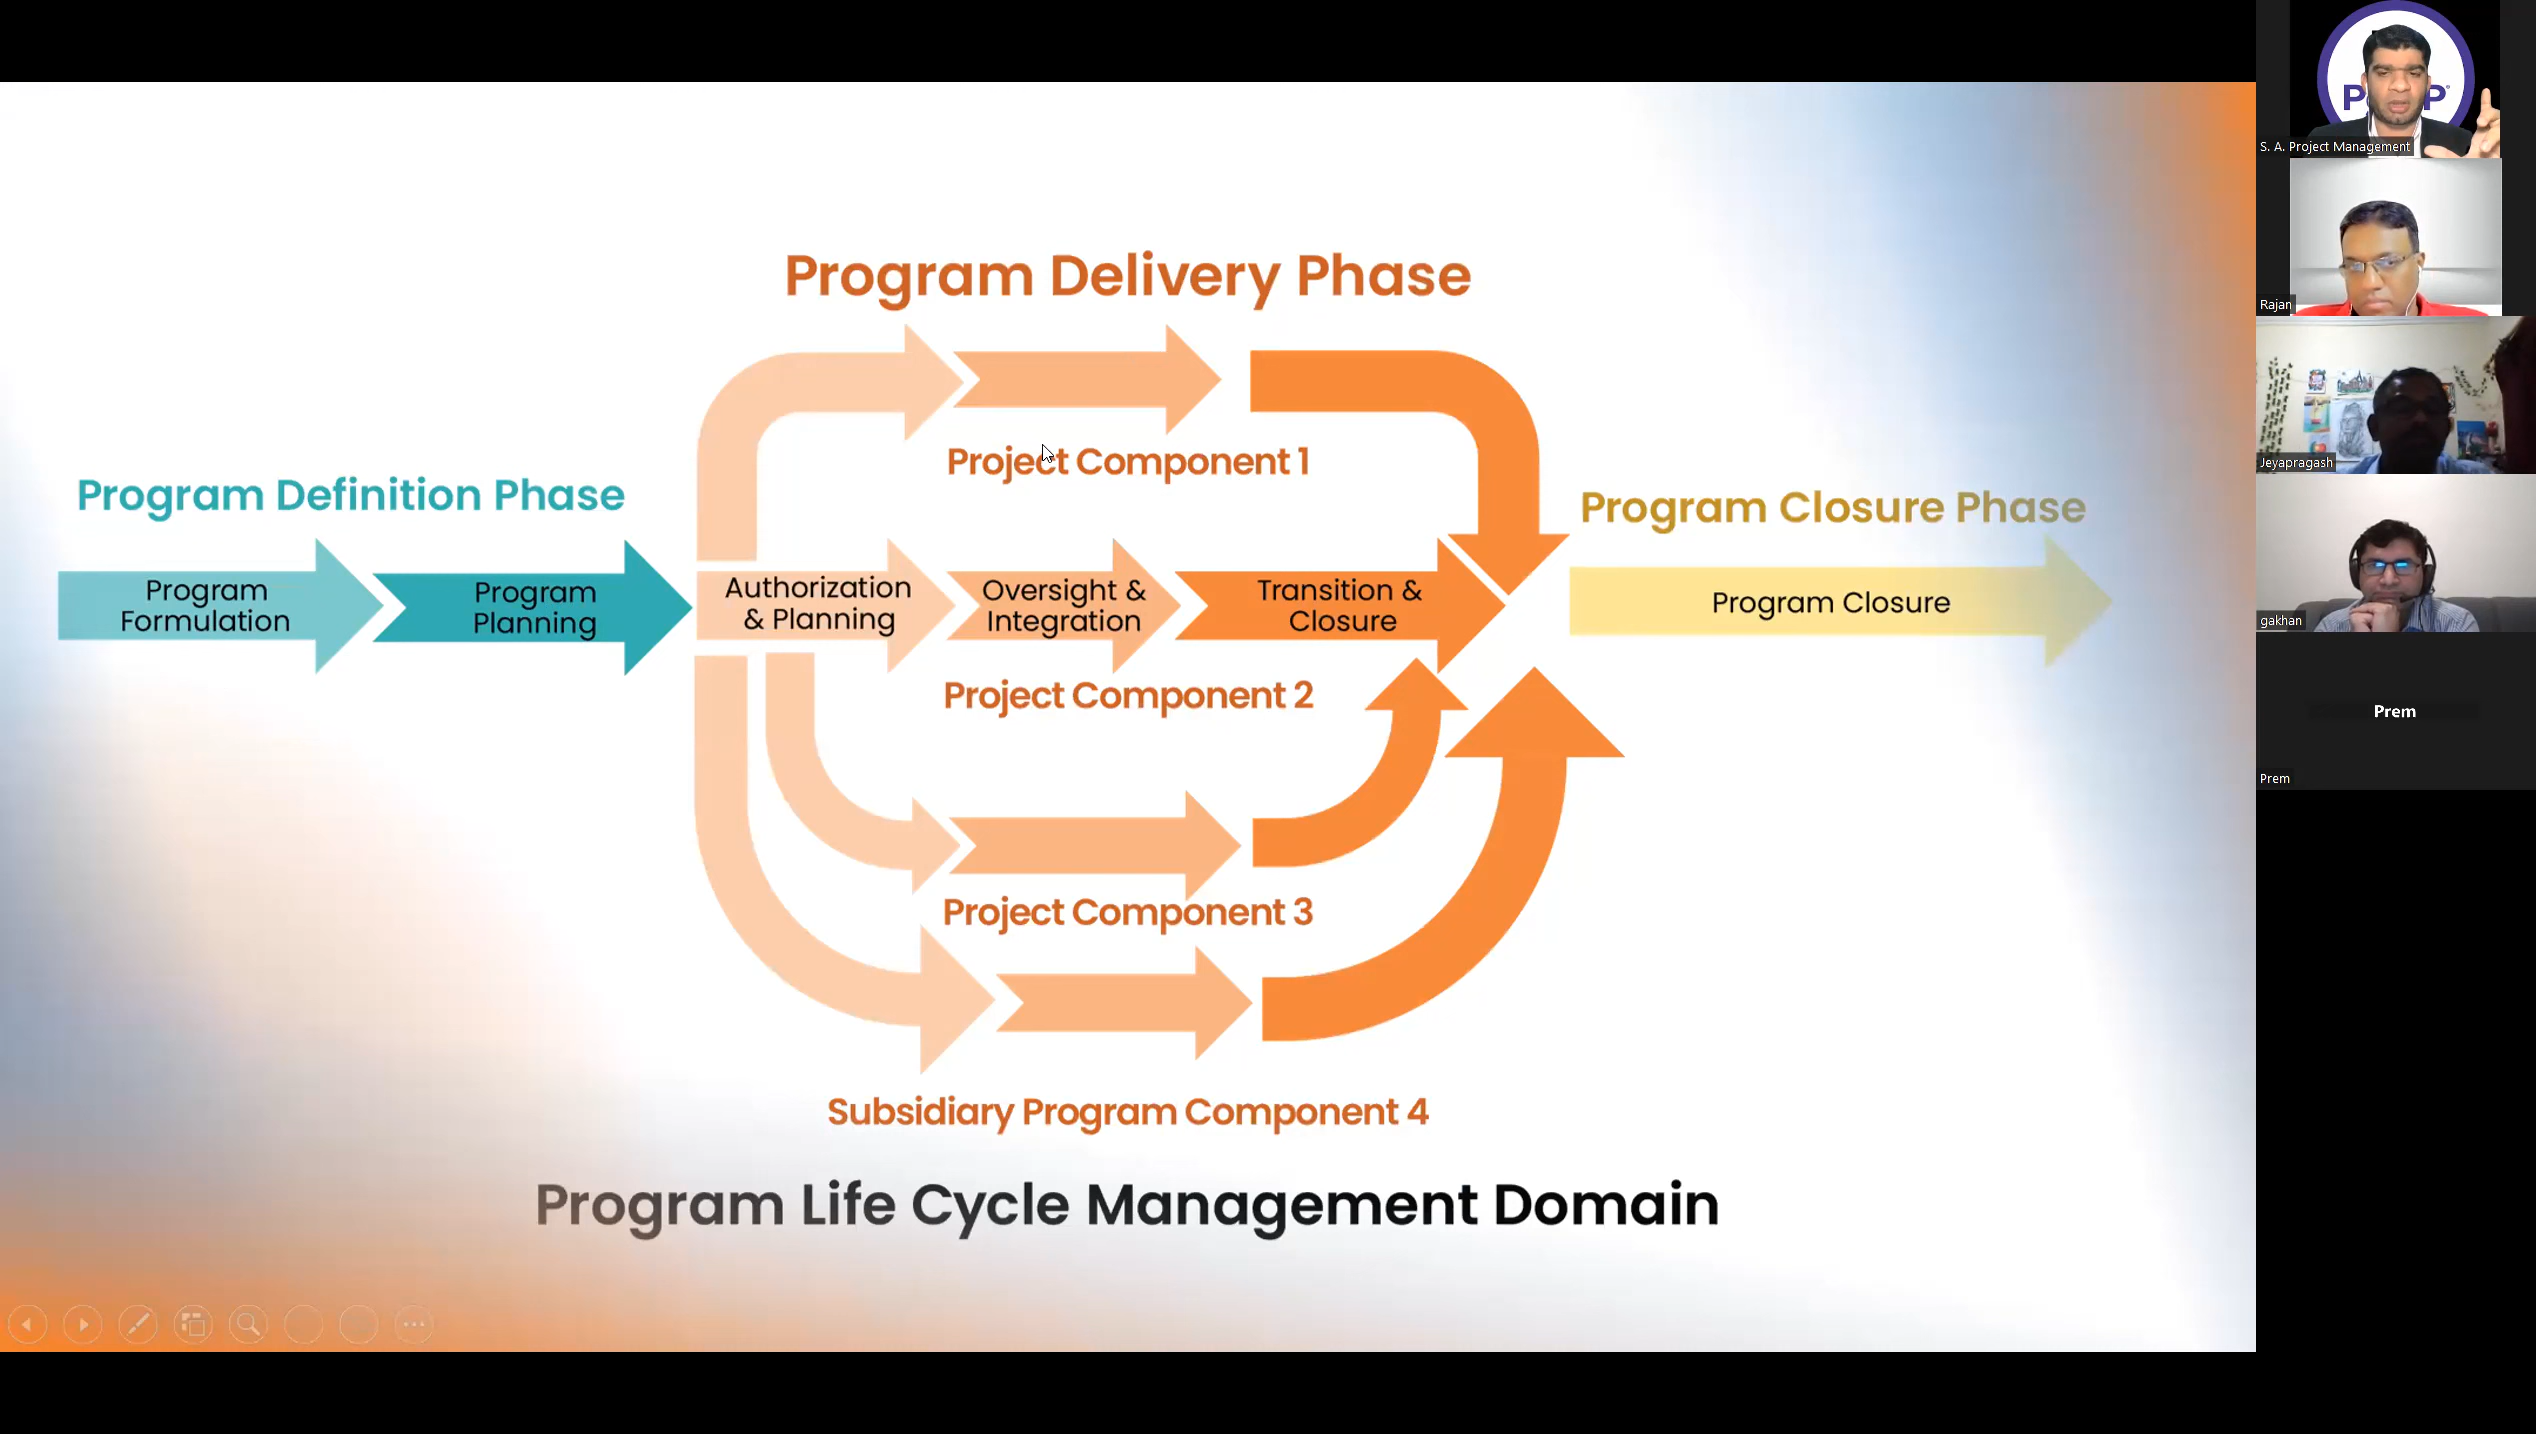 Program Delivery Phase
Project Component 1
Program Definition Phase
Program
Formulation
Program
Planning
Authorization
& Planning
Oversight &
Integration
Transition &
Closure
Program Closure Phase
Program Closure
Project Component 2
Project Component 3
Subsidiary Program Component 4
Program Life Cycle Management Domain
S. A. Project Management
Rajan
Jeyapragash
gakhan
Prem
Prem